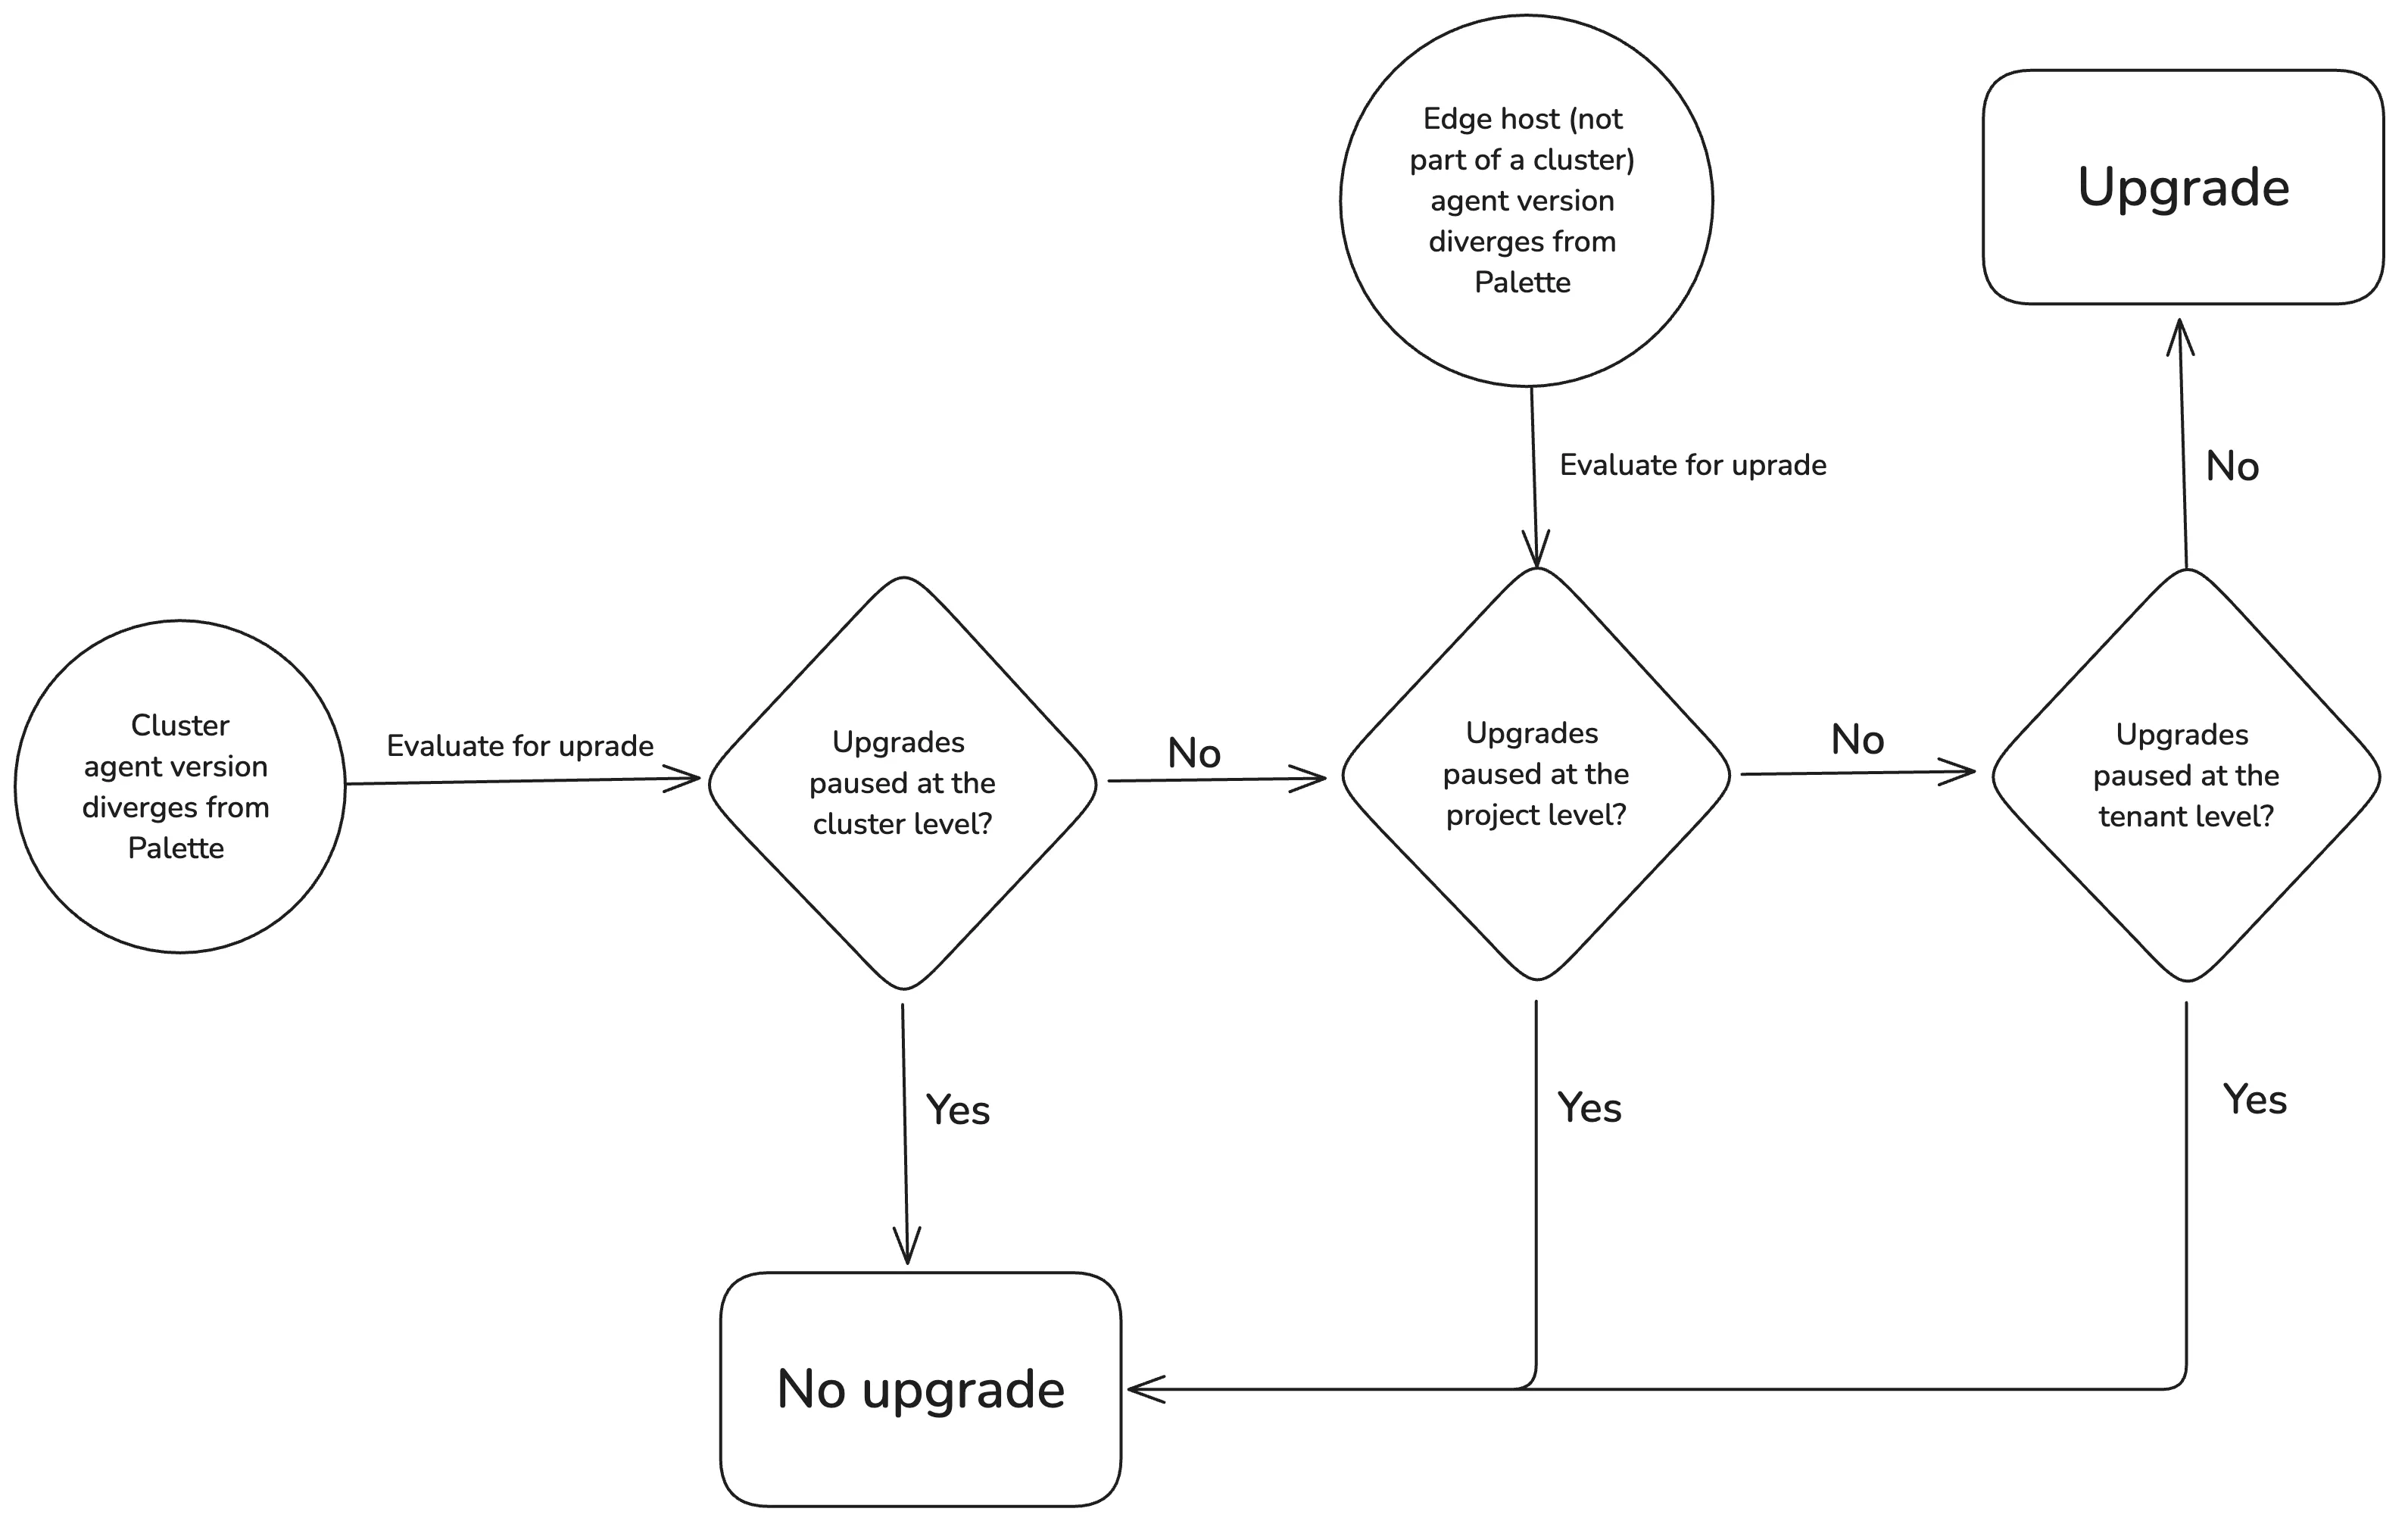 Edge host (not
part of a cluster)
agent version
diverges from
Palette
Upgrade
Evaluate for uprade
No
Cluster
agent version
diverges from
Palette
Evaluate for uprade
Upgrades
paused at the
cluster level?
No
Upgrades
paused at the
project level?
No
Upgrades
paused at the
tenant level?
Yes
Yes
Yes
No upgrade